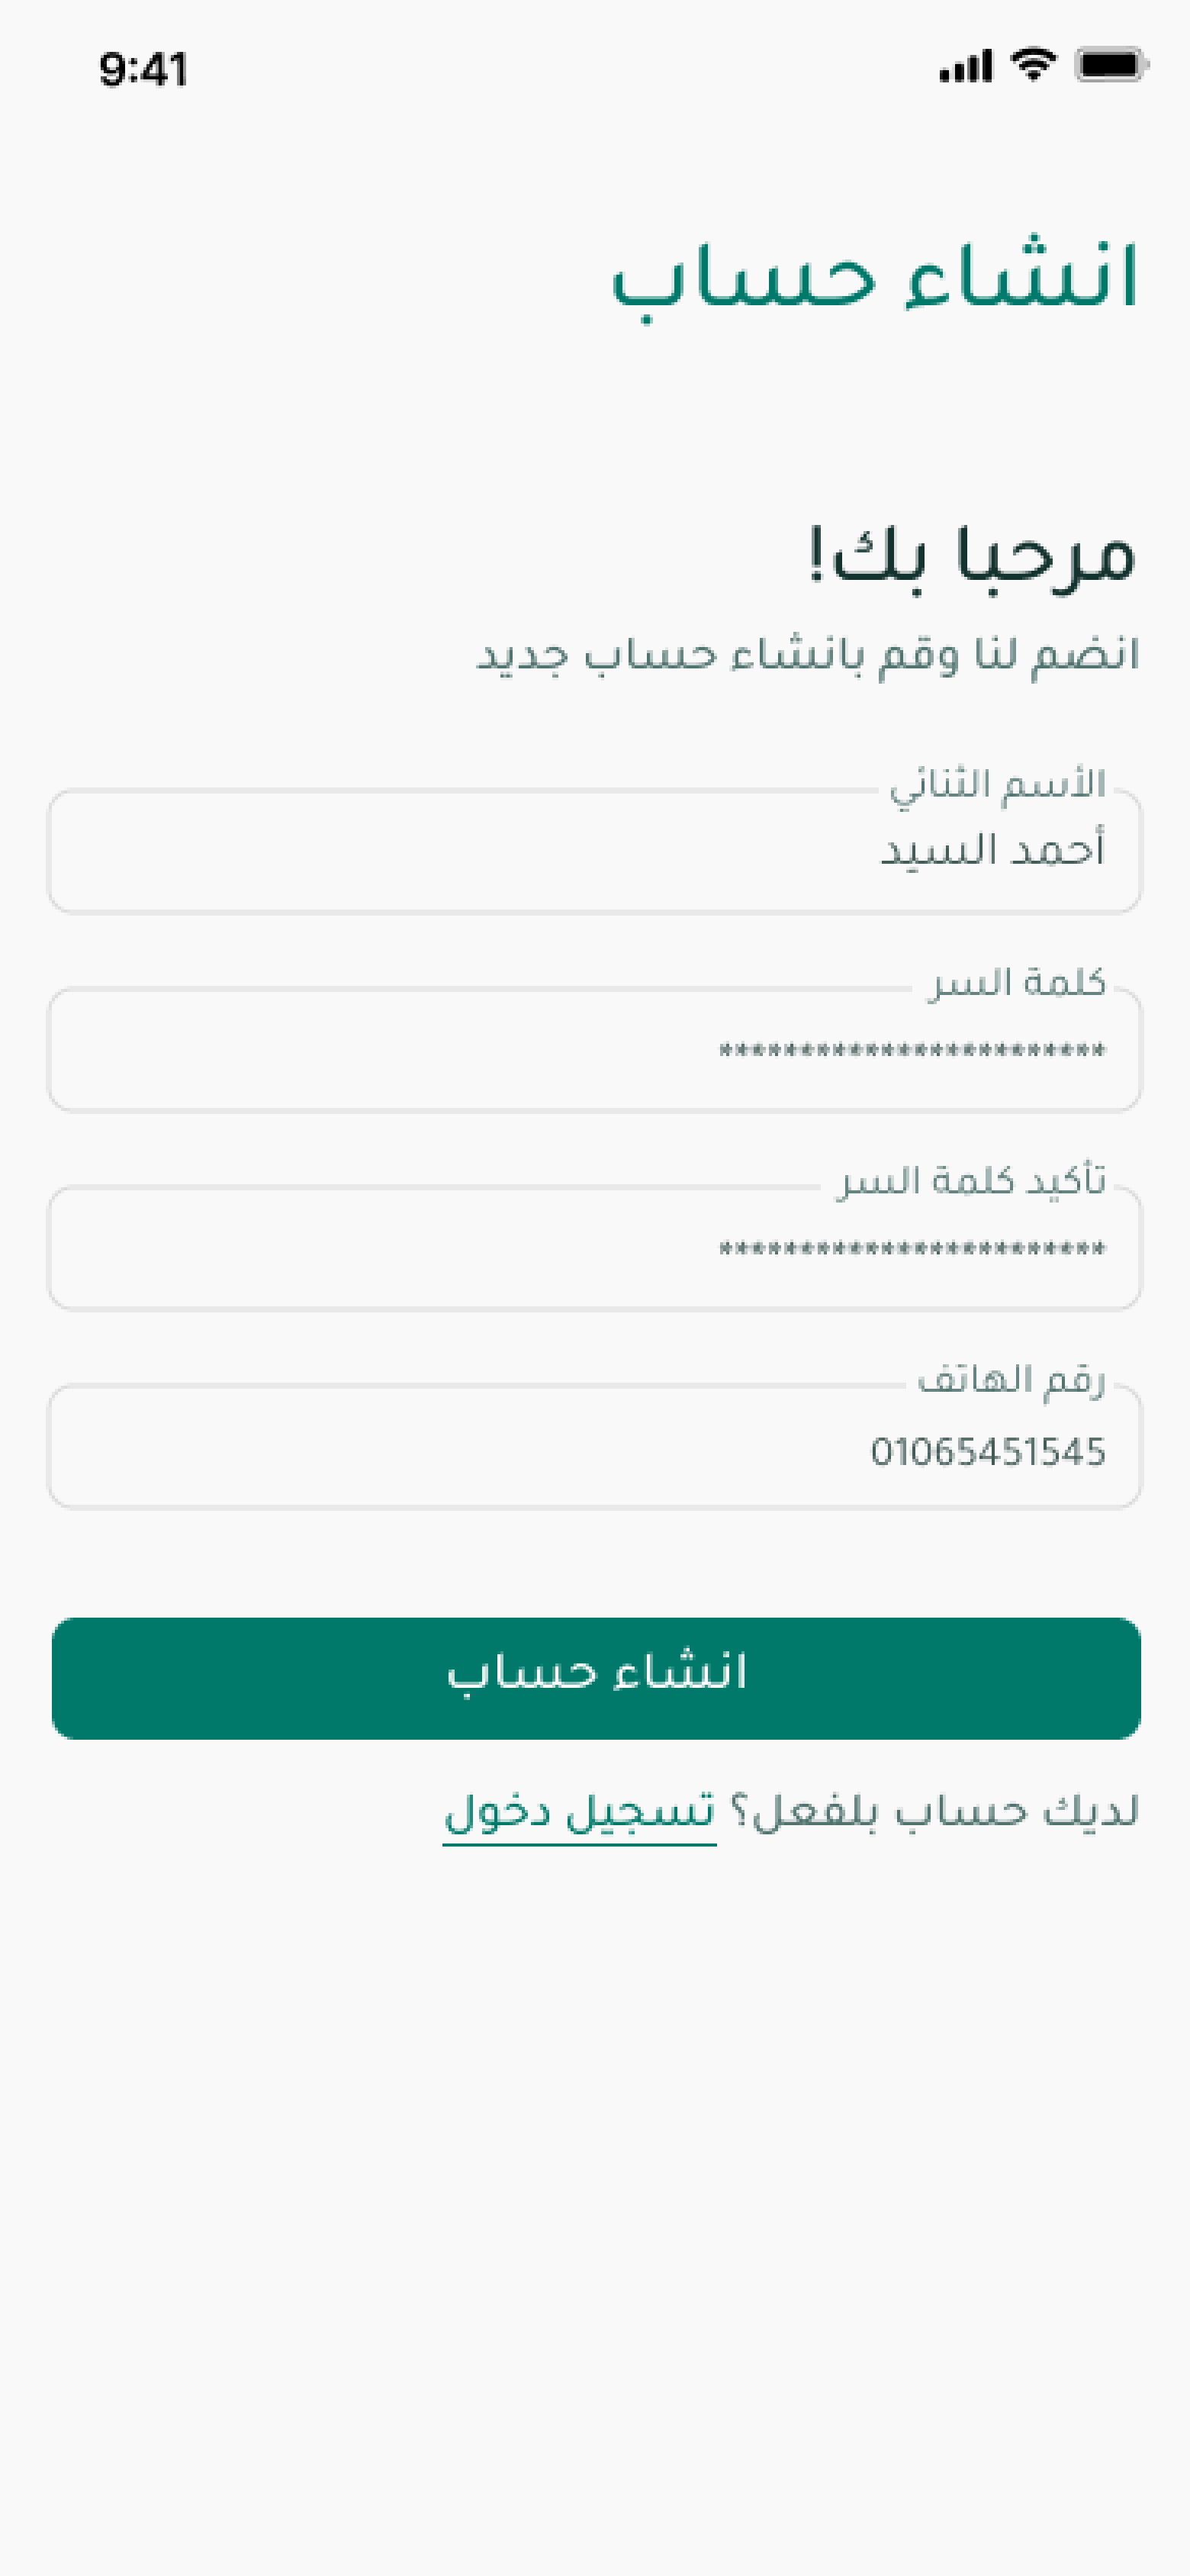 9:41
انشاء حساب
مرحبا بك!
انضم لنا وقم بانشاء حساب جديد
الأسم الثنائي
أحمد السيد
كلمة السر
************************
تأكيد كلمة السر
************************
رقم الهاتف
01065451545
انشاء حساب
لديك حساب بلفعل؟ تسجيل دخول